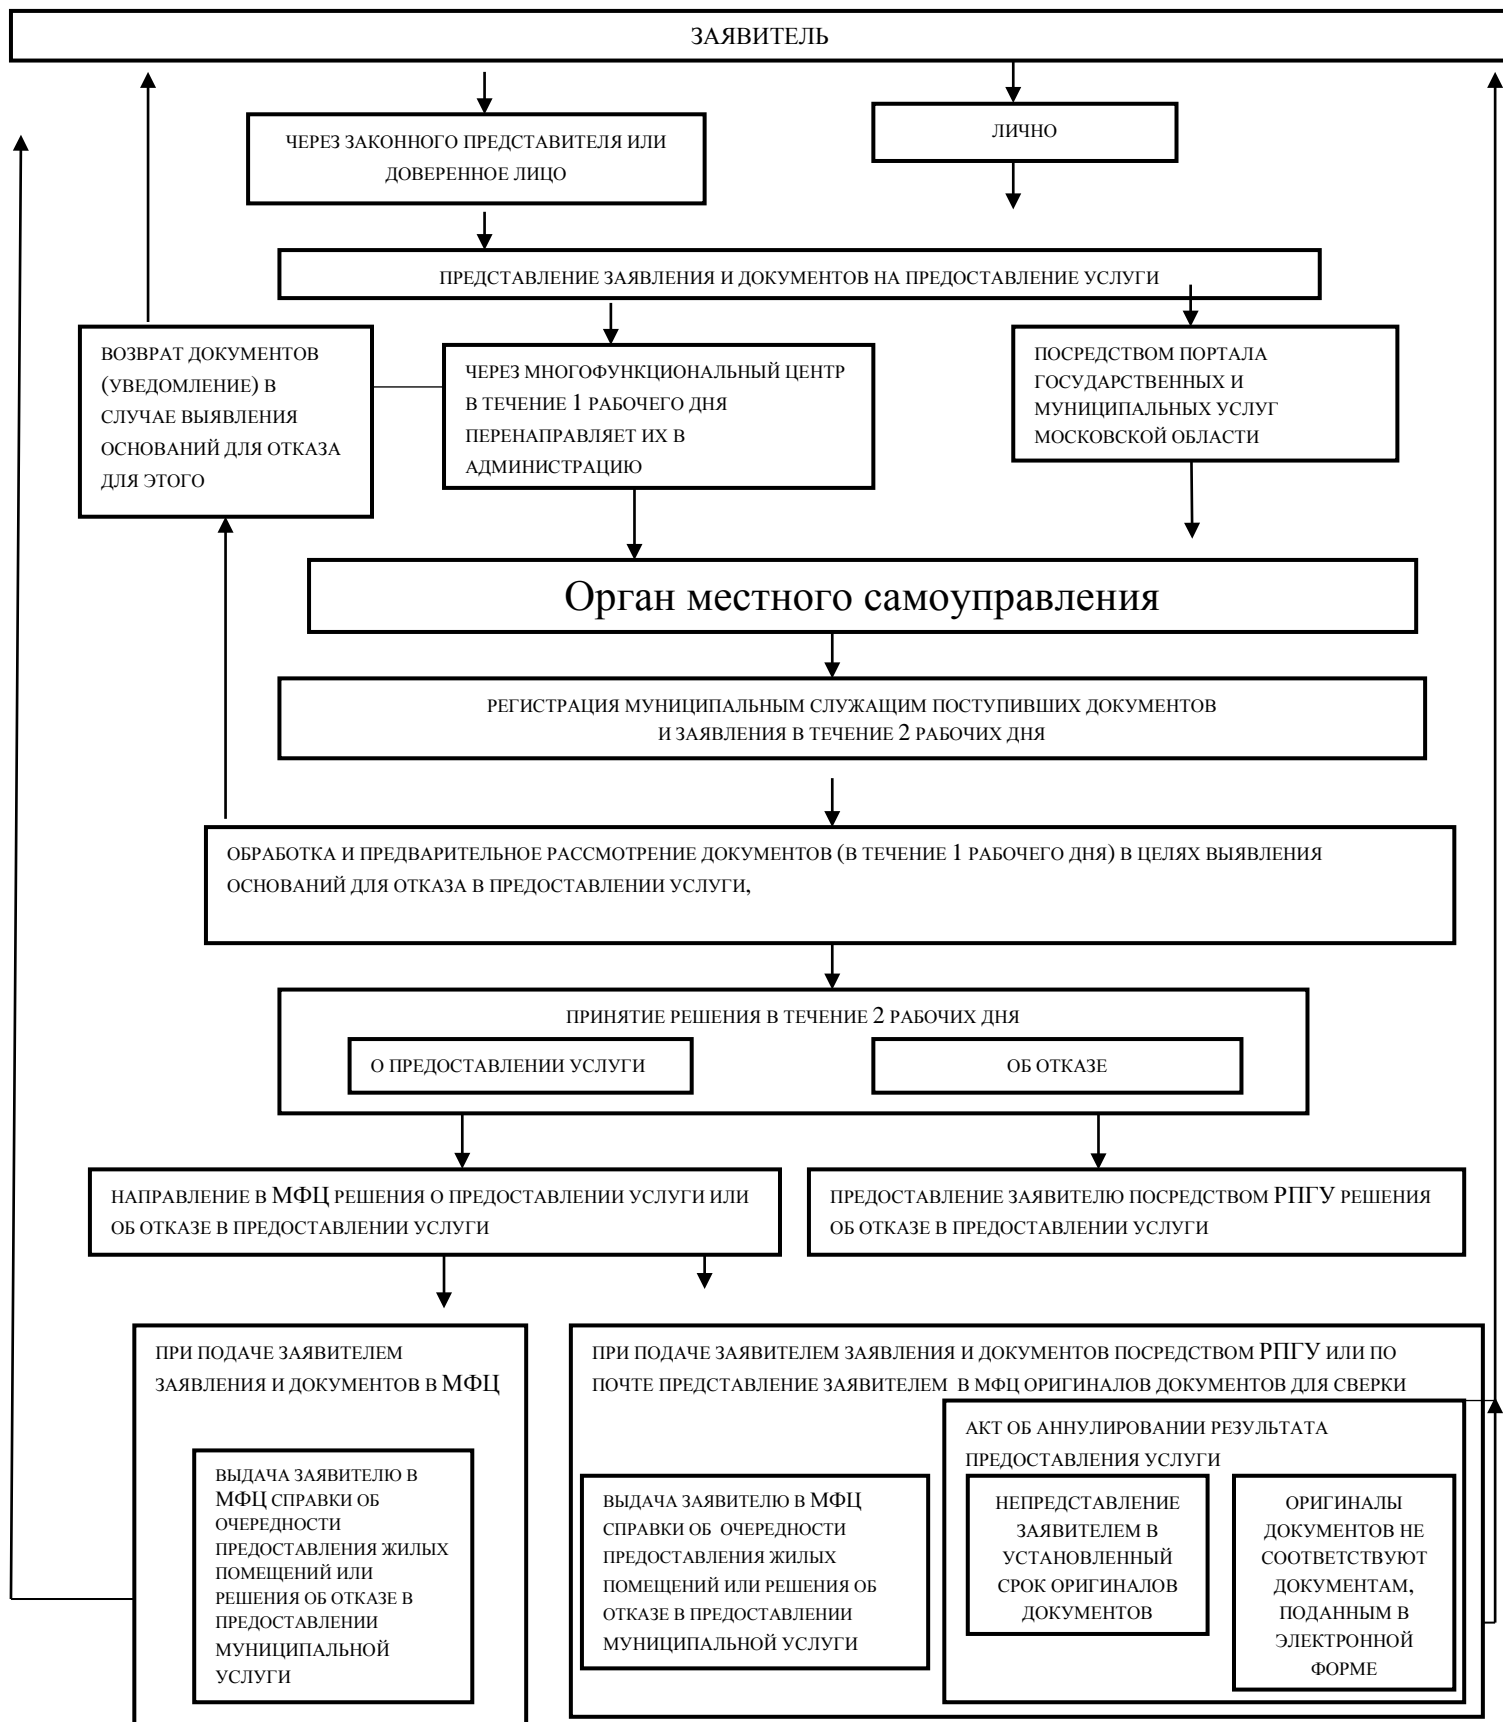 ЗАЯВИТЕЛЬ
ЧЕРЕЗ ЗАКОННОГО ПРЕДСТАВИТЕЛЯ ИЛИ
ДОВЕРЕННОЕ ЛИЦО
ЛИЧНО
ПРЕДСТАВЛЕНИЕ ЗАЯВЛЕНИЯ И ДОКУМЕНТОВ НА ПРЕДОСТАВЛЕНИЕ УСЛУГИ
ВОЗВРАТ ДОКУМЕНТОВ
(УВЕДОМЛЕНИЕ) В
СЛУЧАЕ ВЫЯВЛЕНИЯ
ОСНОВАНИЙ ДЛЯ ОТКАЗА
ДЛЯ ЭТОГО
ЧЕРЕЗ МНОГОФУНКЦИОНАЛЬНЫЙ ЦЕНТР
В ТЕЧЕНИЕ 1 РАБОЧЕГО ДНЯ
ПЕРЕНАПРАВЛЯЕТ ИХ В
АДМИНИСТРАЦИЮ
ПОСРЕДСТВОМ ПОРТАЛА
ГОСУДАРСТВЕННЫХ И
МУНИЦИПАЛЬНЫХ УСЛУГ
МОСКОВСКОЙ ОБЛАСТИ
Орган местного самоуправления
РЕГИСТРАЦИЯ МУНИЦИПАЛЬНЫМ СЛУЖАЩИМ ПОСТУПИВШИХ ДОКУМЕНТОВ
И ЗАЯВЛЕНИЯ В ТЕЧЕНИЕ 2 РАБОЧИХ ДНЯ
ОБРАБОТКА И ПРЕДВАРИТЕЛЬНОЕ РАССМОТРЕНИЕ ДОКУМЕНТОВ (В ТЕЧЕНИЕ 1 РАБОЧЕГО ДНЯ) В ЦЕЛЯХ ВЫЯВЛЕНИЯ
ОСНОВАНИЙ ДЛЯ ОТКАЗА В ПРЕДОСТАВЛЕНИИ УСЛУГИ,
ПРИНЯТИЕ РЕШЕНИЯ В ТЕЧЕНИЕ 2 РАБОЧИХ ДНЯ
О ПРЕДОСТАВЛЕНИИ УСЛУГИ
ОБ ОТКАЗЕ
НАПРАВЛЕНИЕ В МФЦ РЕШЕНИЯ О ПРЕДОСТАВЛЕНИИ УСЛУГИ ИЛИ
ОБ ОТКАЗЕ В ПРЕДОСТАВЛЕНИИ УСЛУГИ
ПРЕДОСТАВЛЕНИЕ ЗАЯВИТЕЛЮ ПОСРЕДСТВОМ РПГУ РЕШЕНИЯ
ОБ ОТКАЗЕ В ПРЕДОСТАВЛЕНИИ УСЛУГИ
ПРИ ПОДАЧЕ ЗАЯВИТЕЛЕМ
ЗАЯВЛЕНИЯ И ДОКУМЕНТОВ В МФЦ
ВЫДАЧА ЗАЯВИТЕЛЮ В
МФЦ СПРАВКИ ОБ
ОЧЕРЕДНОСТИ
ПРЕДОСТАВЛЕНИЯ ЖИЛЫХ
ПОМЕЩЕНИЙ ИЛИ
РЕШЕНИЯ ОБ ОТКАЗЕ В
ПРЕДОСТАВЛЕНИИ
МУНИЦИПАЛЬНОЙ
УСЛУГИ
ПРИ ПОДАЧЕ ЗАЯВИТЕЛЕМ ЗАЯВЛЕНИЯ И ДОКУМЕНТОВ ПОСРЕДСТВОМ РПГУ ИЛИ ПО
ПОЧТЕ ПРЕДСТАВЛЕНИЕ ЗАЯВИТЕЛЕМ В МФЦ ОРИГИНАЛОВ ДОКУМЕНТОВ ДЛЯ СВЕРКИ
ВЫДАЧА ЗАЯВИТЕЛЮ В МФЦ
СПРАВКИ ОБ ОЧЕРЕДНОСТИ
ПРЕДОСТАВЛЕНИЯ ЖИЛЫХ
ПОМЕЩЕНИЙ ИЛИ РЕШЕНИЯ ОБ
ОТКАЗЕ В ПРЕДОСТАВЛЕНИИ
МУНИЦИПАЛЬНОЙ УСЛУГИ
АКТ ОБ АННУЛИРОВАНИИ РЕЗУЛЬТАТА
ПРЕДОСТАВЛЕНИЯ УСЛУГИ
НЕПРЕДСТАВЛЕНИЕ
ЗАЯВИТЕЛЕМ В
УСТАНОВЛЕННЫЙ
СРОК ОРИГИНАЛОВ
ДОКУМЕНТОВ
ОРИГИНАЛЫ
ДОКУМЕНТОВ НЕ
СООТВЕТСТВУЮТ
ДОКУМЕНТАМ,
ПОДАННЫМ В
ЭЛЕКТРОННОЙ
ФОРМЕ